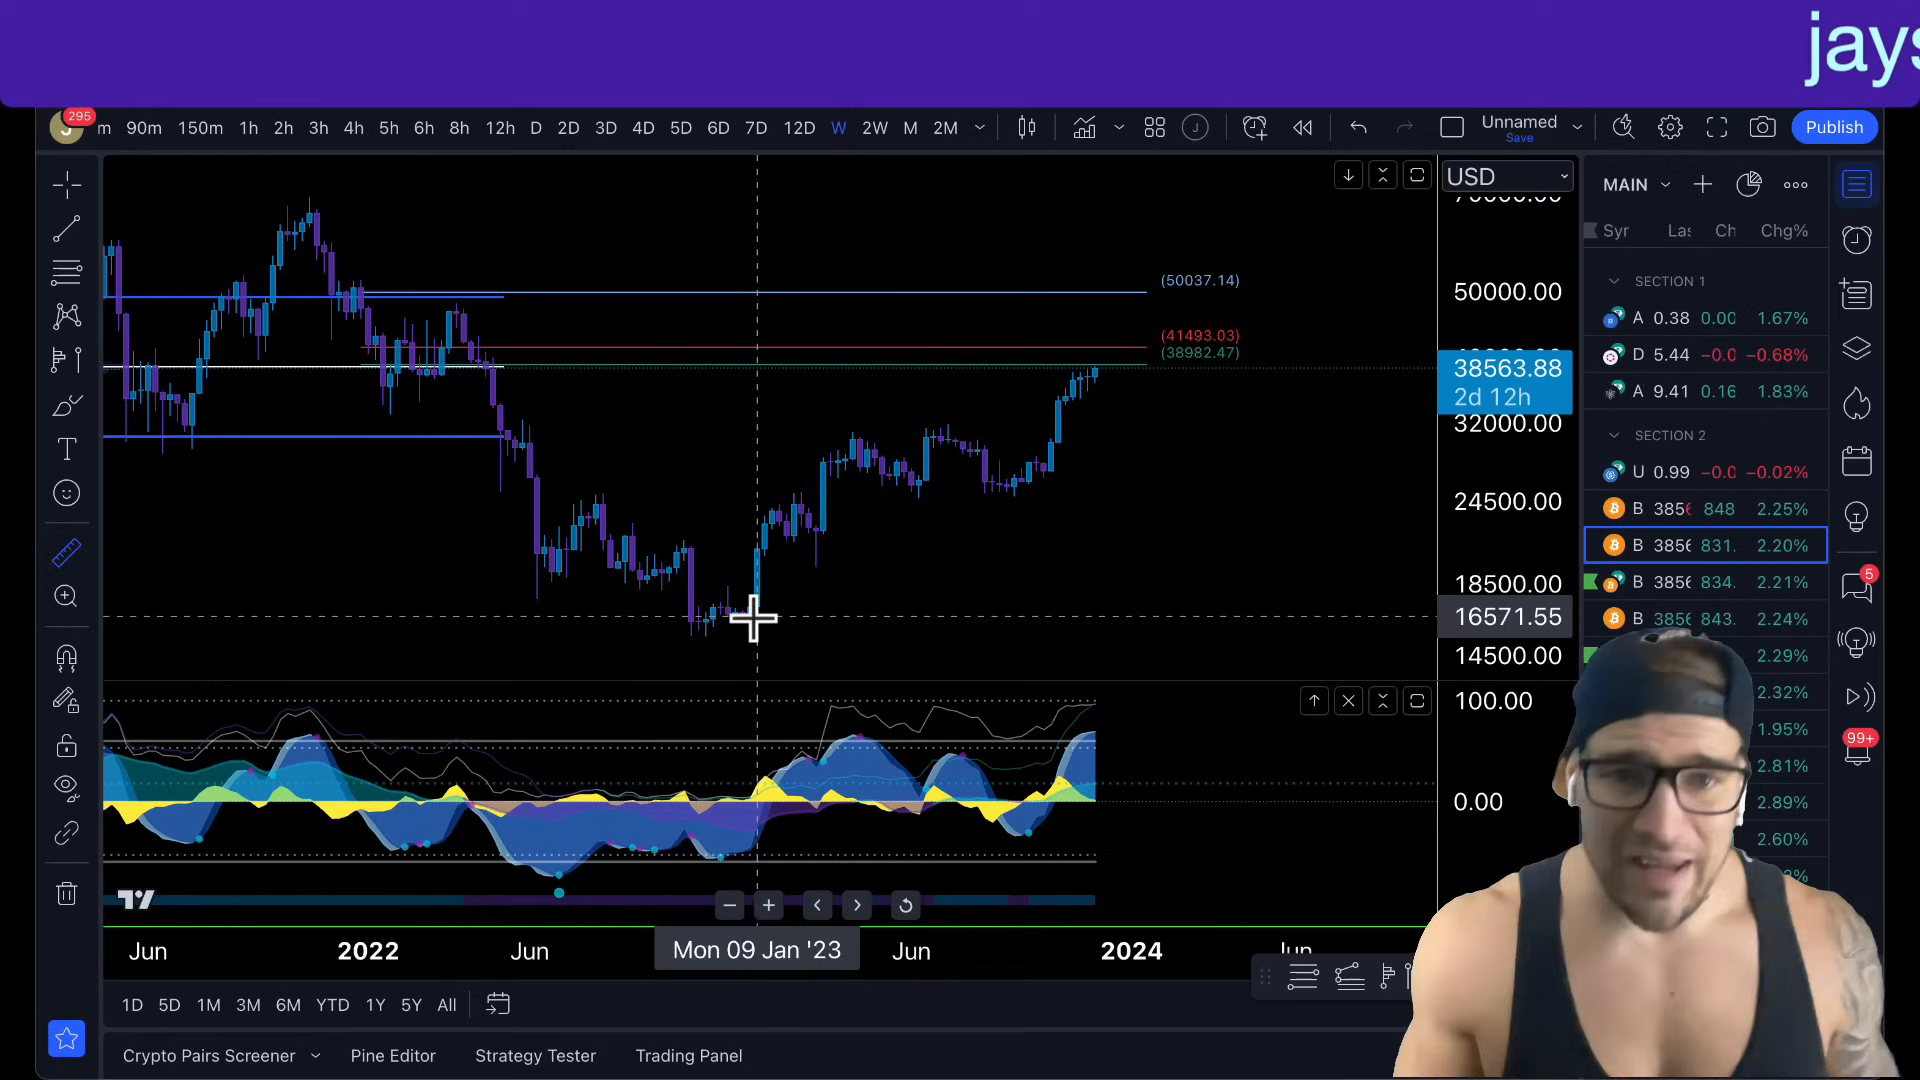 jays
295
J
m 90m 150m 1h 2h 3h 4h 5h 6h 8h 12h D 2D 3D 4D 5D 6D 7D 12D W 2W M 2M
J
Unnamed
Save
Publish
USD
MAIN
Syr Las Ch Chg%
(50037.14)
(41493.03)
(38982.47)
50000.00
38563.88
2d 12h
32000.00
24500.00
18500.00
16571.55
14500.00
SECTION 1
A 0.38 0.00 1.67%
D 5.44 −0.0 −0.68%
A 9.41 0.16 1.83%
SECTION 2
U 0.99 −0.0 −0.02%
B 3856 848 2.25%
B 3856 831. 2.20%
B 3856 834. 2.21%
B 3856 843. 2.24%
2.29%
2.32%
1.95%
2.81%
2.89%
2.60%
5
99+
100.00
0.00
Jun 2022 Jun Mon 09 Jan '23 Jun 2024 Jun
1D 5D 1M 3M 6M YTD 1Y 5Y All
Crypto Pairs Screener Pine Editor Strategy Tester Trading Panel